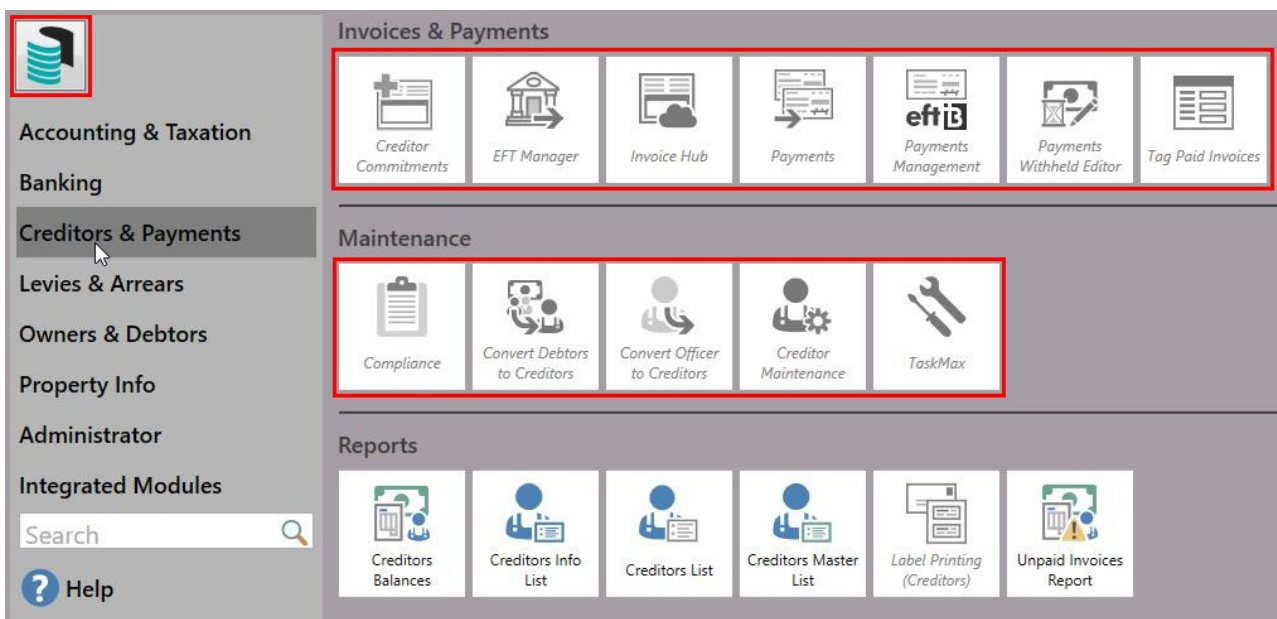 Accounting & Taxation
Banking
Creditors & Payments
Levies & Arrears
Owners & Debtors
Property Info
Administrator
Integrated Modules
Search
Help
Invoices & Payments
Creditor
Commitments
EFT Manager
Invoice Hub
Payments
eftiB
Payments
Management
Payments
Withheld Editor
Tag Paid Invoices
Maintenance
Compliance
Convert Debtors
to Creditors
Convert Officer
to Creditors
Creditor
Maintenance
TaskMax
Reports
Creditors
Balances
Creditors Info
List
Creditors List
Creditors Master
List
Label Printing
(Creditors)
Unpaid Invoices
Report